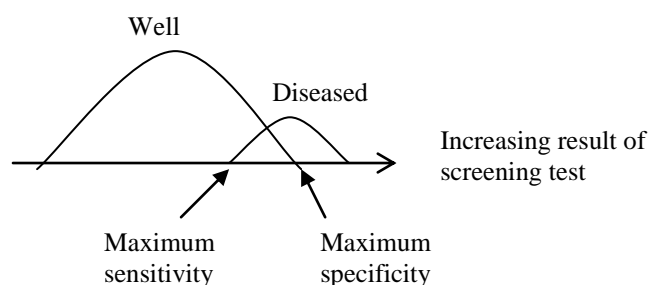 Well
Diseased
Increasing result of
screening test
Maximum
sensitivity
Maximum
specificity